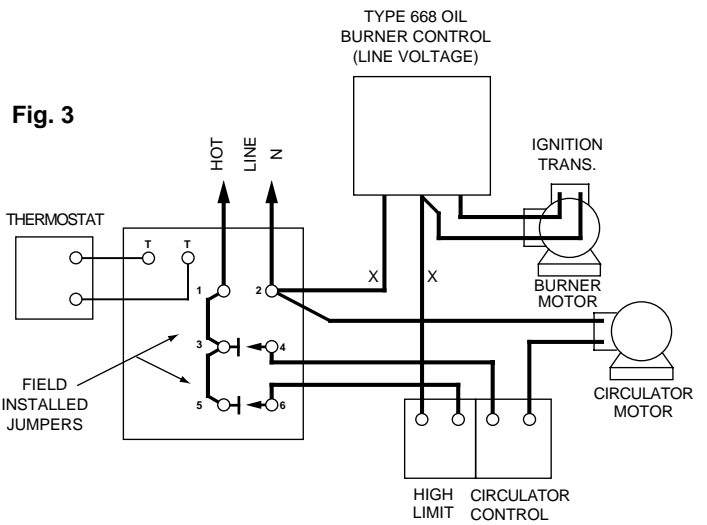 TYPE 668 OIL
BURNER CONTROL
(LINE VOLTAGE)
Fig. 3
HOT
LINE
N
IGNITION
TRANS.
THERMOSTAT
T T
1 2
X X
BURNER
MOTOR
3 4
FIELD
INSTALLED
JUMPERS
5 6
CIRCULATOR
MOTOR
HIGH
LIMIT
CIRCULATOR
CONTROL